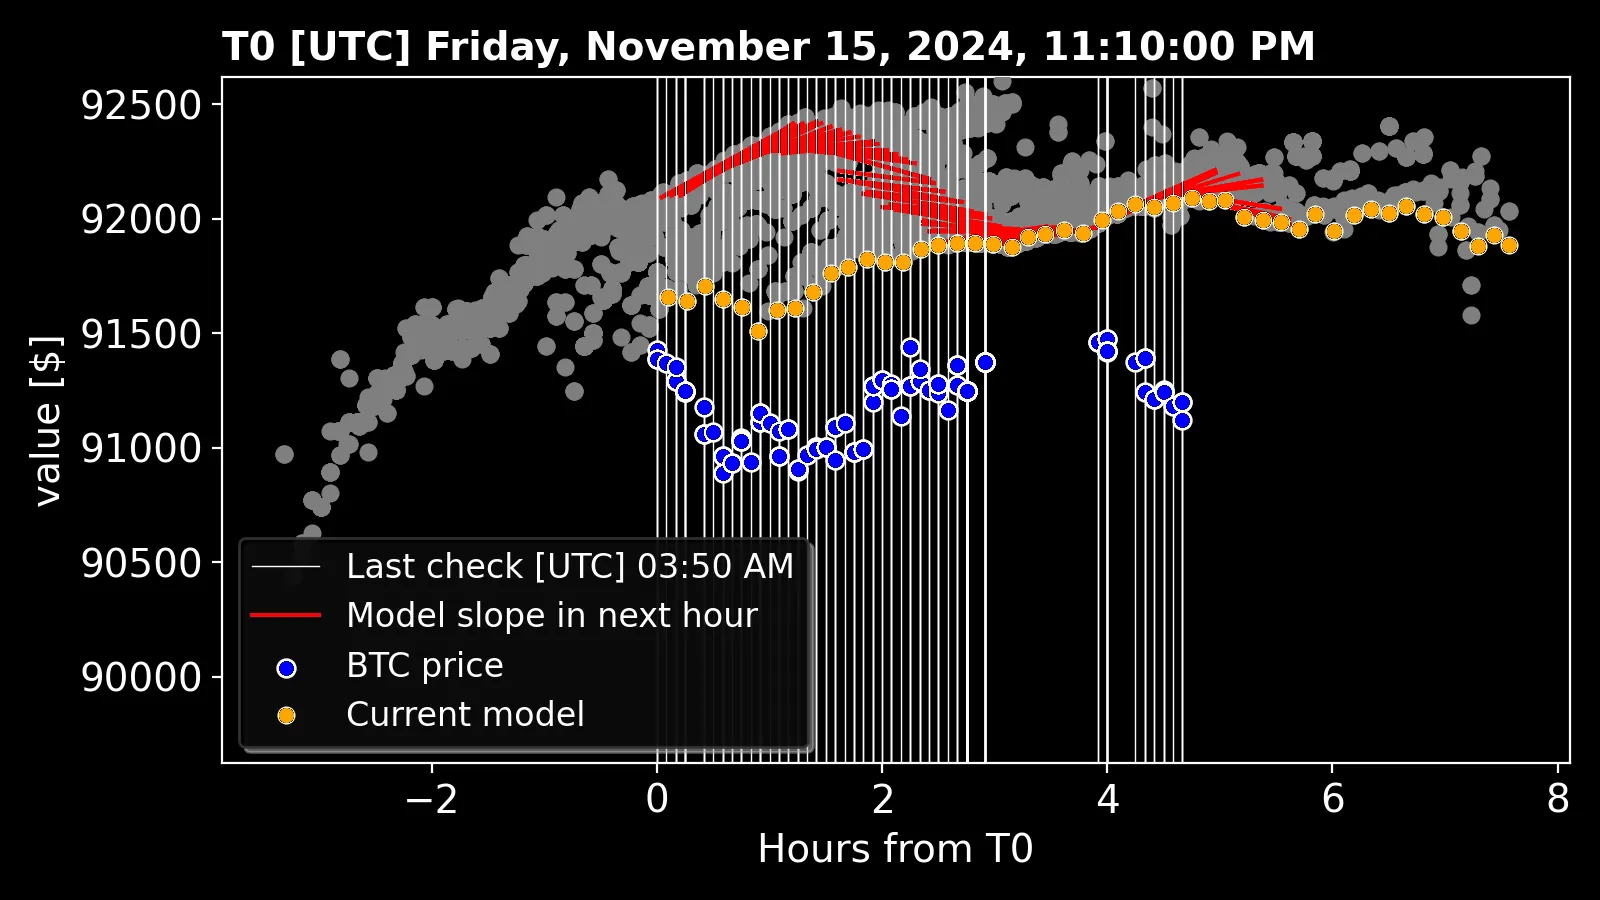 T0 [UTC] Friday, November 15, 2024, 11:10:00 PM
value [$]
92500
92000
91500
91000
90500
90000
Last check [UTC] 03:50 AM
Model slope in next hour
BTC price
Current model
−2 0 2 4 6 8
Hours from T0